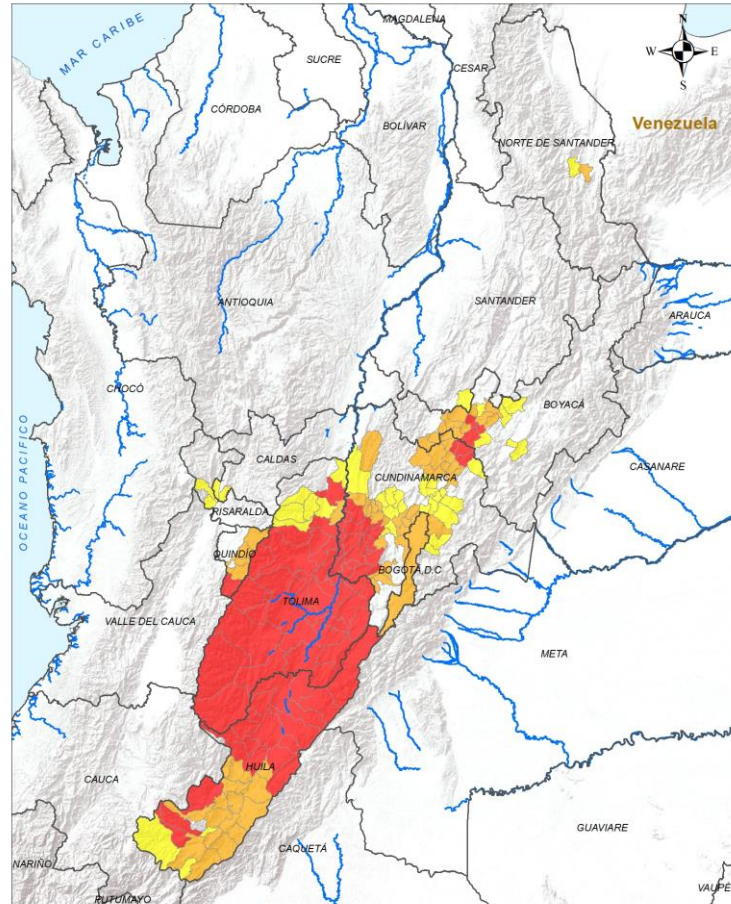 MAGDALENA
N
MAR CARIBE
SUCRE
CESAR
W
E
S
CÓRDOBA
BOLÍVAR
Venezuela
NORTE DE SANTANDER
ANTIOQUIA
SANTANDER
ARAUCA
CHOCÓ
BOYACÁ
CALDAS
CUNDINAMARCA
CASANARE
OCEANO PACIFICO
RISARALDA
QUINDÍO
BOGOTÁ,D.C
TOLIMA
VALLE DEL CAUCA
META
HUILA
CAUCA
GUAVIARE
CAQUETÁ
NARIÑO
PUTUMAYO
VAUPÉ